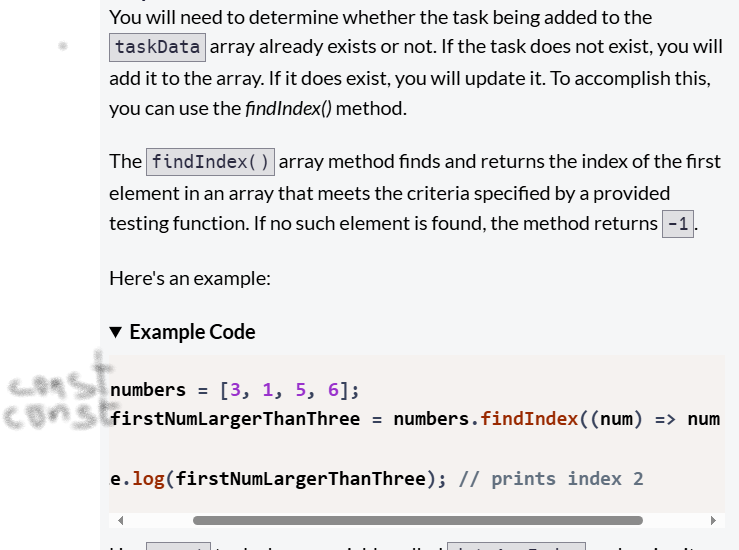 You will need to determine whether the task being added to the
taskData array already exists or not. If the task does not exist, you will
add it to the array. If it does exist, you will update it. To accomplish this,
you can use the findIndex() method.
The findIndex() array method finds and returns the index of the first
element in an array that meets the criteria specified by a provided
testing function. If no such element is found, the method returns -1.
Here's an example:
▼ Example Code
const numbers = [3, 1, 5, 6];
const firstNumLargerThanThree = numbers.findIndex((num) => num
e.log(firstNumLargerThanThree); // prints index 2